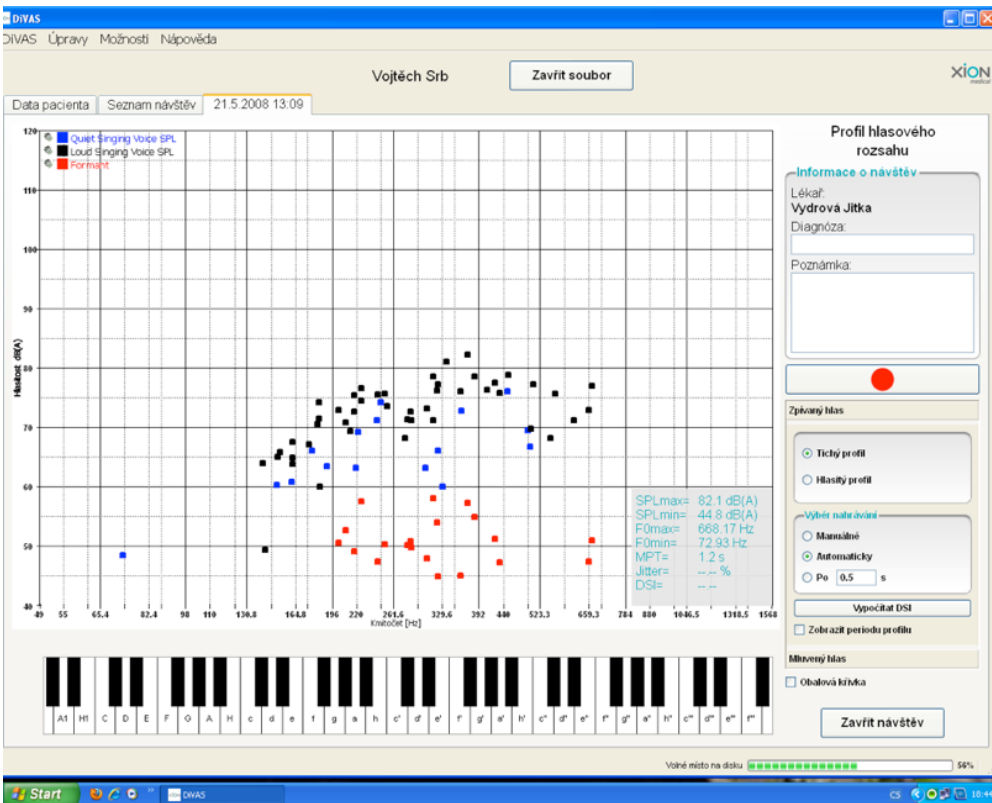 DiVAS
DiVAS Úpravy Možnosti Nápověda
Vojtěch Srb
Zavřít soubor
xion
medical
Data pacienta
Seznam návštěv
21.5.2008 13:09
Quiet Singing Voice SPL
Loud Singing Voice SPL
Formant
120
110
100
90
80
70
60
50
40
Hlasitost dB(A)
49 55 65.4 82.4 98 110 130.8 164.8 196 220 261.6 329.6 392 440 523.3 659.3 784 880 1046.5 1318.5 1568
Kmitočet [Hz]
SPLmax= 82.1 dB(A)
SPLmin= 44.8 dB(A)
F0max= 668.17 Hz
F0min= 72.93 Hz
MPT= 1.2 s
Jitter= --.-- %
DSI= --.--
A1 H1 C D E F G A H c d e f g a h c' d' e' f' g' a' h' c'' d'' e'' f'' g'' a'' h'' c''' d''' e''' f'''
Profil hlasového
rozsahu
Informace o návštěv
Lékař:
Vydrová Jitka
Diagnóza:
Poznámka:
Zpívaný hlas
Tichý profil
Hlasitý profil
Výběr nahrávání
Manuálně
Automaticky
Po 0.5 s
Vypočítat DSI
Zobrazit periodu profilu
Mluvený hlas
Obalová křivka
Zavřít návštěv
Volné místo na disku 56%
Start
DiVAS
CS
18:44